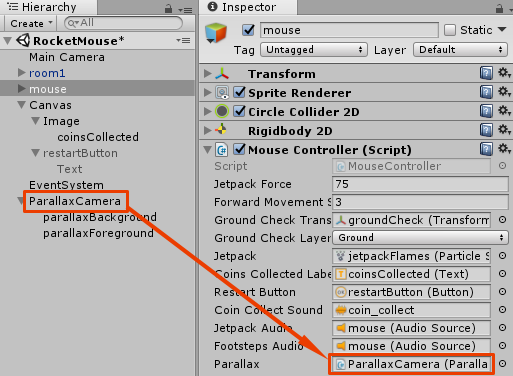 Hierarchy
Create
All
RocketMouse*
Main Camera
room1
mouse
Canvas
Image
coinsCollected
restartButton
Text
EventSystem
ParallaxCamera
parallaxBackground
parallaxForeground
Inspector
mouse
Static
Tag Untagged Layer Default
Transform
Sprite Renderer
Circle Collider 2D
Rigidbody 2D
Mouse Controller (Script)
Script MouseController
Jetpack Force 75
Forward Movement S 3
Ground Check Trans groundCheck (Transform
Ground Check Layer Ground
Jetpack jetpackFlames (Particle S
Coins Collected Labe coinsCollected (Text)
Restart Button restartButton (Button)
Coin Collect Sound coin_collect
Jetpack Audio mouse (Audio Source)
Footsteps Audio mouse (Audio Source)
Parallax ParallaxCamera (Paralla